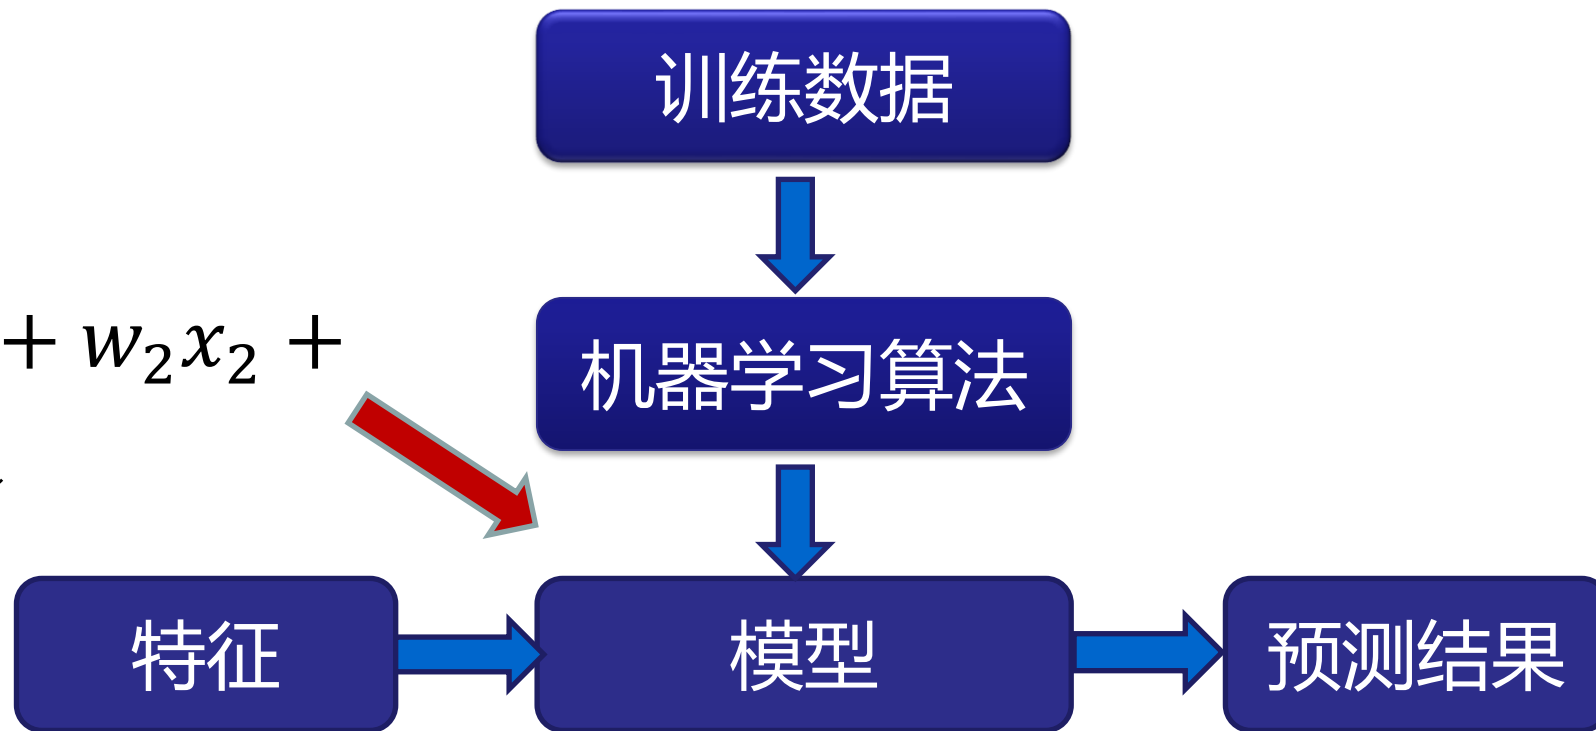 训练数据
+ w₂x₂ +
机器学习算法
特征
模型
预测结果